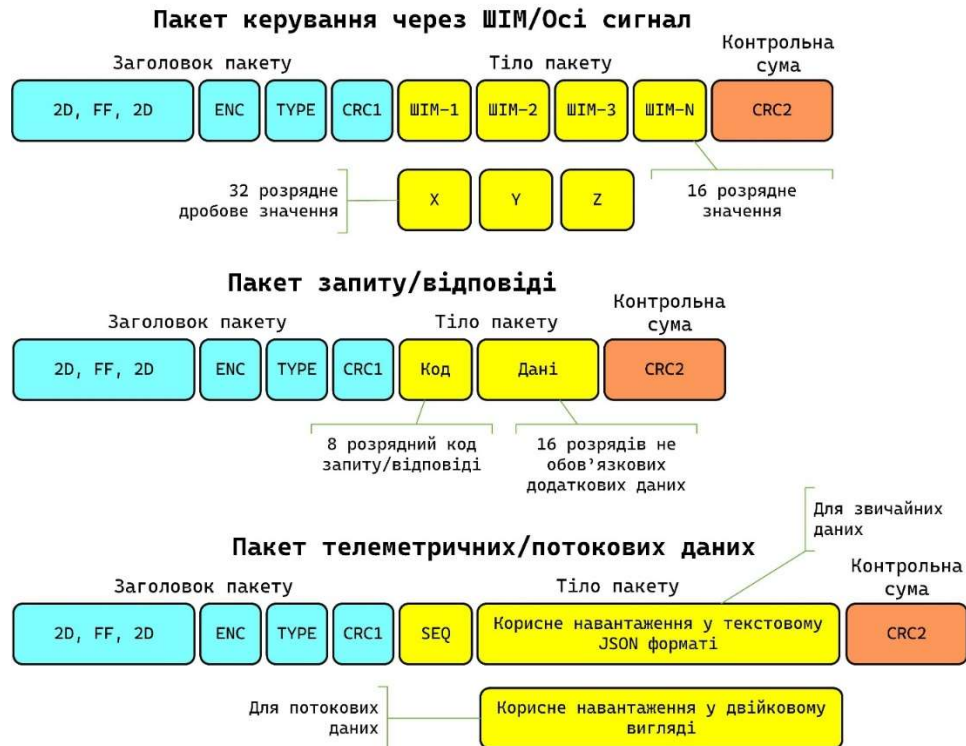 Пакет керування через ШІМ/Осі сигнал
Заголовок пакету
Тіло пакету
Контрольна
сума
2D, FF, 2D
ENC
TYPE
CRC1
ШІМ-1
ШІМ-2
ШІМ-3
ШІМ-N
CRC2
32 розрядне
дробове значення
X
Y
Z
16 розрядне
значення
Пакет запиту/відповіді
Заголовок пакету
Тіло пакету
Контрольна
сума
2D, FF, 2D
ENC
TYPE
CRC1
Код
Дані
CRC2
8 розрядний код
запиту/відповіді
16 розрядів не
обов'язкових
додаткових даних
Для звичайних
даних
Пакет телеметричних/потокових даних
Заголовок пакету
Тіло пакету
Контрольна
сума
2D, FF, 2D
ENC
TYPE
CRC1
SEQ
Корисне навантаження у текстовому
JSON форматі
CRC2
Для потокових
даних
Корисне навантаження у двійковому
вигляді